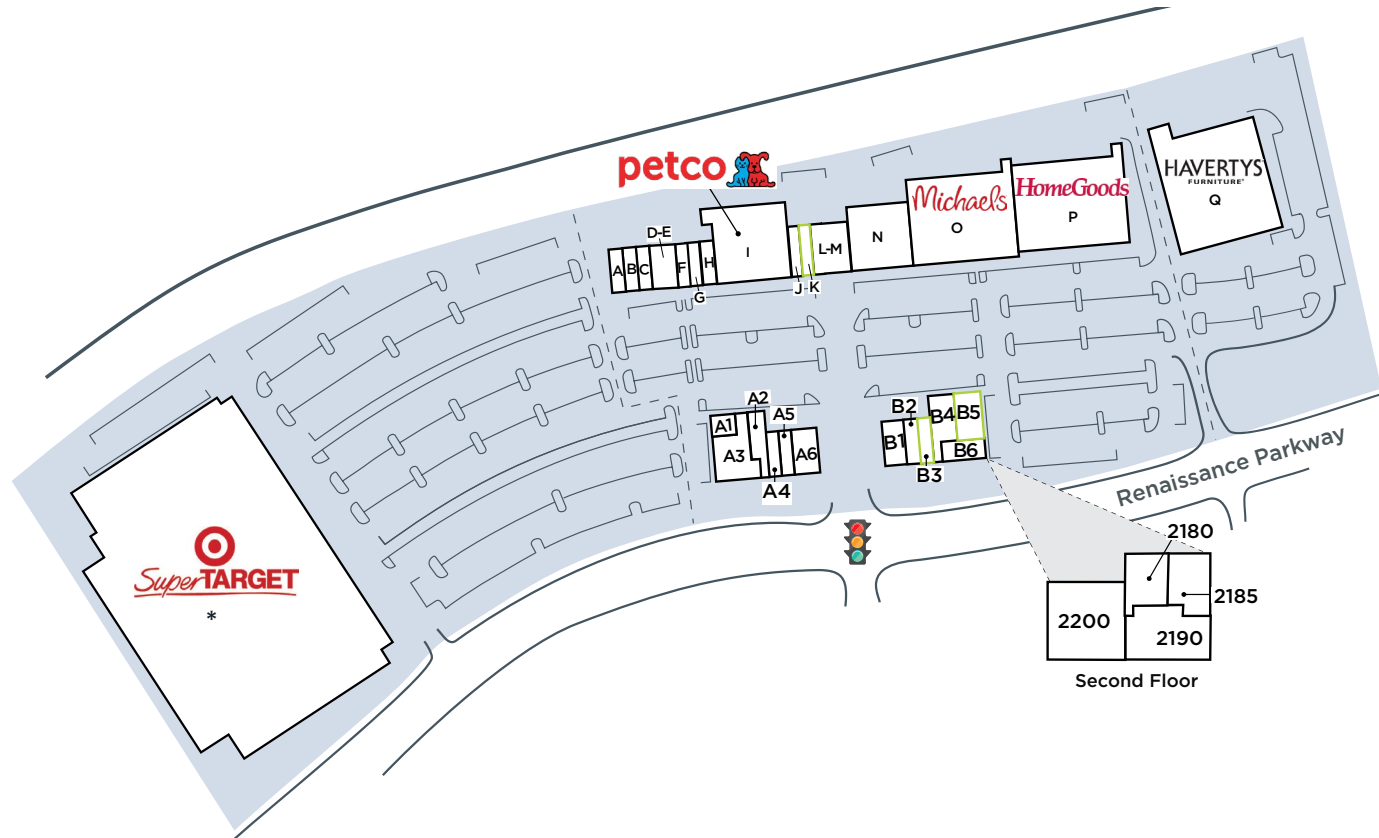 petco
HAVERTYS
FURNITURE
Q
Michaels
O
HomeGoods
P
D-E
A
B
C
F
G
H
I
J
K
L-M
N
A1
A2
A3
A4
A5
A6
B1
B2
B3
B4
B5
B6
Renaissance Parkway
SuperTARGET
*
2180
2185
2200
2190
Second Floor